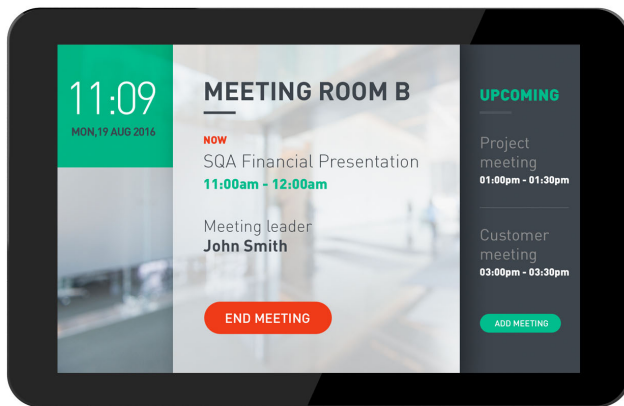 11:09
MON,19 AUG 2016
MEETING ROOM B
NOW
SQA Financial Presentation
11:00am - 12:00am
Meeting leader
John Smith
END MEETING
UPCOMING
Project
meeting
01:00pm - 01:30pm
Customer
meeting
03:00pm - 03:30pm
ADD MEETING